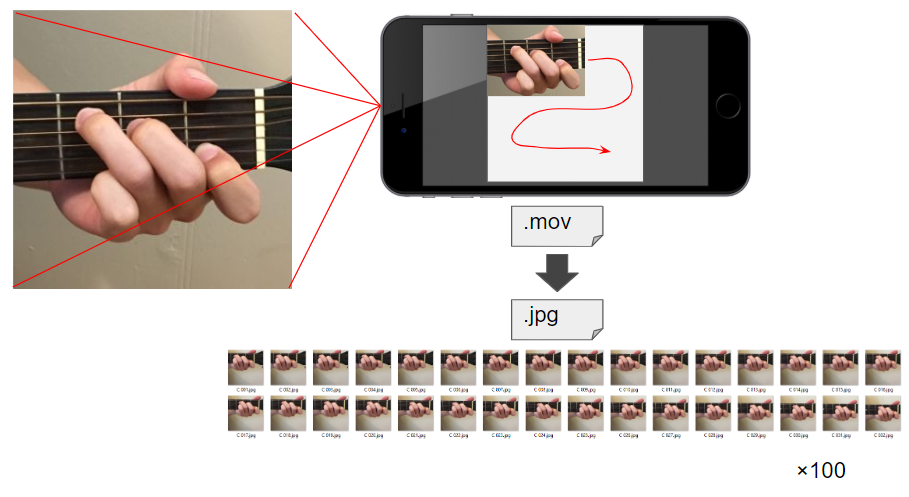 .mov
.jpg
C 001.jpg C 002.jpg C 003.jpg C 004.jpg C 005.jpg C 006.jpg C 007.jpg C 008.jpg C 009.jpg C 010.jpg C 011.jpg C 012.jpg C 013.jpg C 014.jpg C 015.jpg C 016.jpg
C 017.jpg C 018.jpg C 019.jpg C 020.jpg C 021.jpg C 022.jpg C 023.jpg C 024.jpg C 025.jpg C 026.jpg C 027.jpg C 028.jpg C 029.jpg C 030.jpg C 031.jpg C 032.jpg
×100